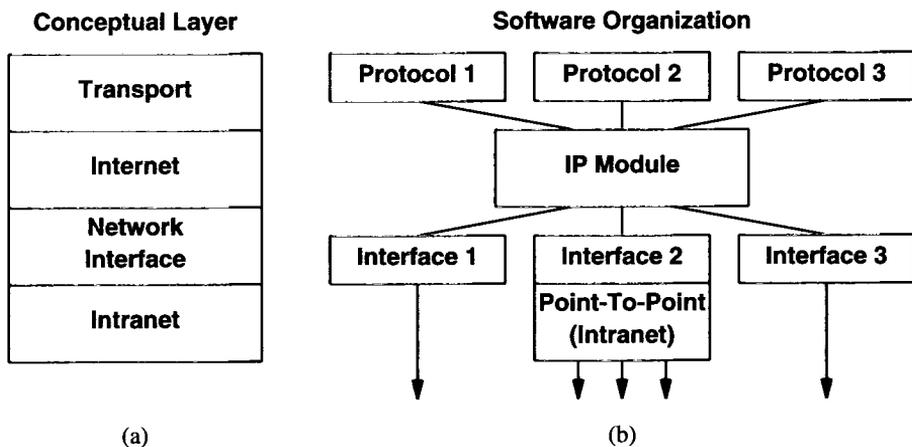 Conceptual Layer
Transport
Internet
Network
Interface
Intranet
(a)
Software Organization
Protocol 1
Protocol 2
Protocol 3
IP Module
Interface 1
Interface 2
Interface 3
Point-To-Point
(Intranet)
(b)